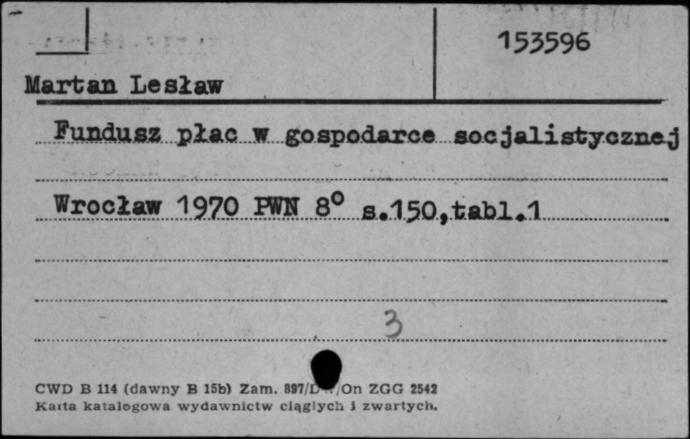 153596
Martan Lesław
Fundusz płac w gospodarce socjalistycznej
Wrocław 1970 PWN 8° s.150,tabl.1
3
CWD B 114 (dawny B 15b) Zam. 897/D /On ZGG 2542
Karta katalogowa wydawnictw ciągłych i zwartych.